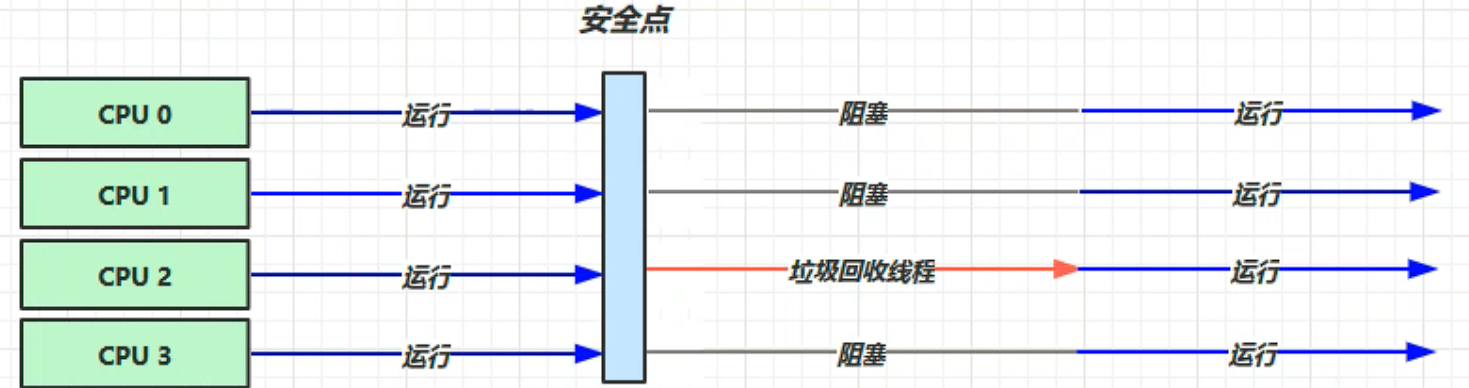 安全点
CPU 0 运行 阻塞 运行
CPU 1 运行 阻塞 运行
CPU 2 运行 垃圾回收线程 运行
CPU 3 运行 阻塞 运行